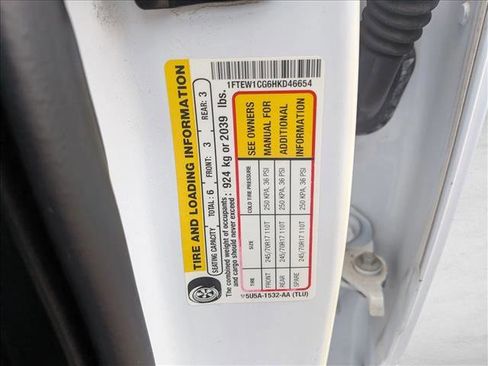 TIRE AND LOADING INFORMATION
SEATING CAPACITY TOTAL: 6 FRONT: 3 REAR: 3
The combined weight of occupants
and cargo should never exceed : 924 kg or 2039 lbs.
TIRE SIZE COLD TIRE PRESSURE SEE OWNERS
FRONT 245/70R17 110T 250 KPA, 36 PSI MANUAL FOR
REAR 245/70R17 110T 250 KPA, 36 PSI ADDITIONAL
SPARE 245/70R17 110T 250 KPA, 36 PSI INFORMATION
5U5A-1532-AA (TLU)
1FTEW1CG6HKD46654